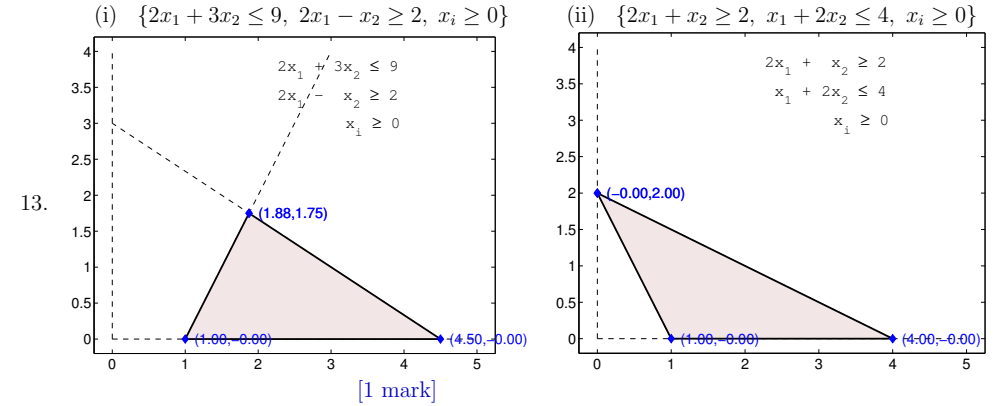 13.
(i) {2x₁ + 3x₂ ≤ 9, 2x₁ − x₂ ≥ 2, xᵢ ≥ 0}
4
3.5
3
2.5
2
1.5
1
0.5
0
0 1 2 3 4 5
2x₁ + 3x₂ ≤ 9
2x₁ − x₂ ≥ 2
xᵢ ≥ 0
(1.88,1.75)
(1.00,−0.00)
(4.50,−0.00)
(ii) {2x₁ + x₂ ≥ 2, x₁ + 2x₂ ≤ 4, xᵢ ≥ 0}
4
3.5
3
2.5
2
1.5
1
0.5
0
0 1 2 3 4 5
2x₁ + x₂ ≥ 2
x₁ + 2x₂ ≤ 4
xᵢ ≥ 0
(−0.00,2.00)
(1.00,−0.00)
(4.00,−0.00)
[1 mark]